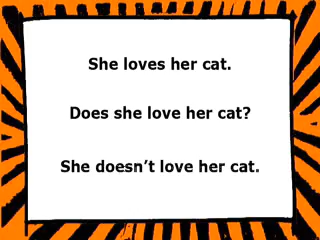 She loves her cat.
Does she love her cat?
She doesn’t love her cat.